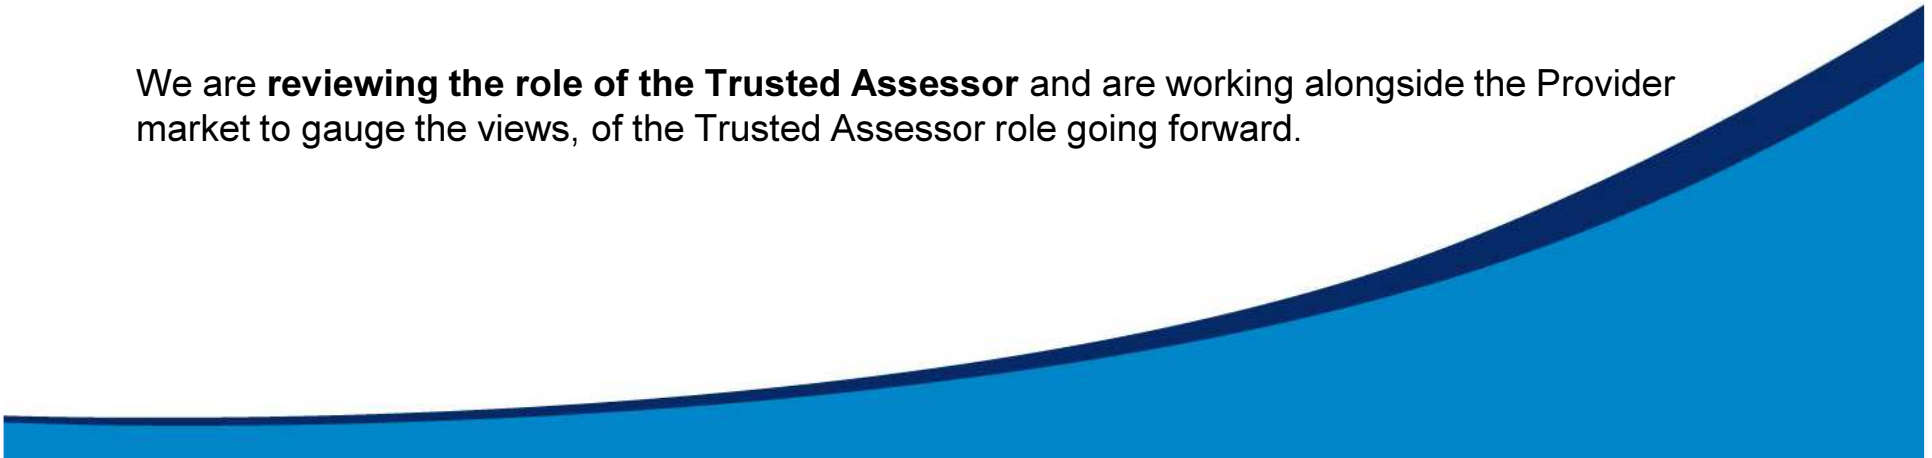 We are reviewing the role of the Trusted Assessor and are working alongside the Provider
market to gauge the views, of the Trusted Assessor role going forward.